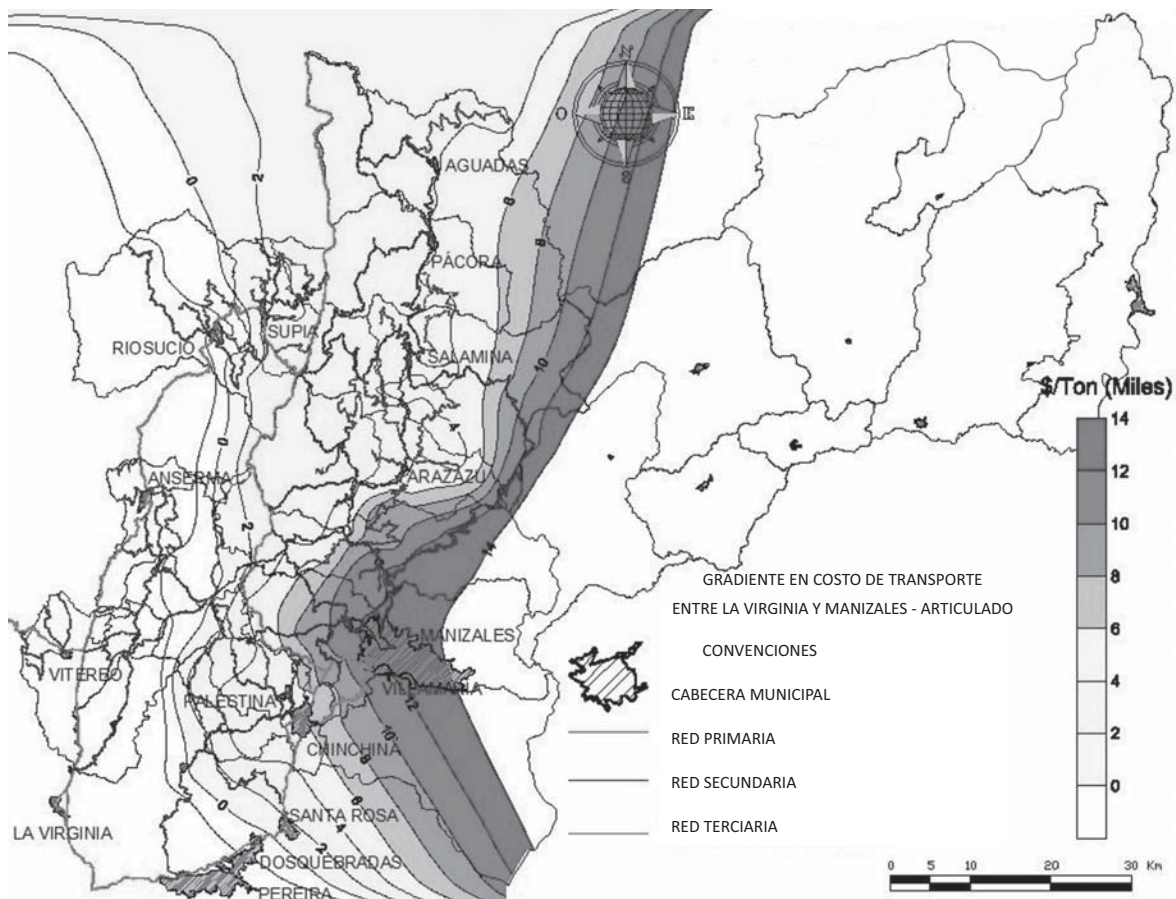 N
O E
S
AGUADAS
0
2
8
8
PÁCORA
SUPIA
RIOSUCIO
SALAMINA
10
$/Ton (Miles)
14
12
10
8
6
4
2
0
4
0
ARAZAZU
ANSERMA
2
14
GRADIENTE EN COSTO DE TRANSPORTE
ENTRE LA VIRGINIA Y MANIZALES - ARTICULADO
CONVENCIONES
CABECERA MUNICIPAL
RED PRIMARIA
RED SECUNDARIA
RED TERCIARIA
MANIZALES
VITERBO
VILLAMARIA
PALESTINA
12
10
CHINCHINA
8
6
0
SANTA ROSA
4
LA VIRGINIA
2
DOSQUEBRADAS
PEREIRA
0 5 10 20 30 Km